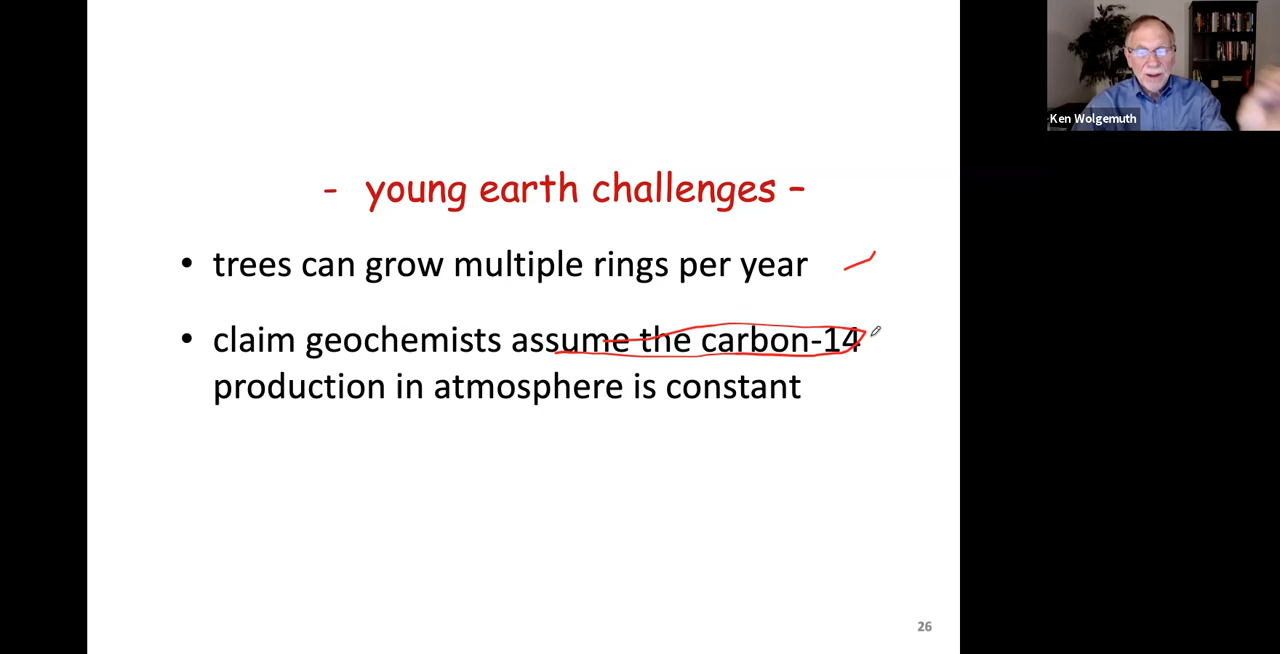 Ken Wolgemuth
- young earth challenges –
• trees can grow multiple rings per year
• claim geochemists assume the carbon-14
production in atmosphere is constant
26